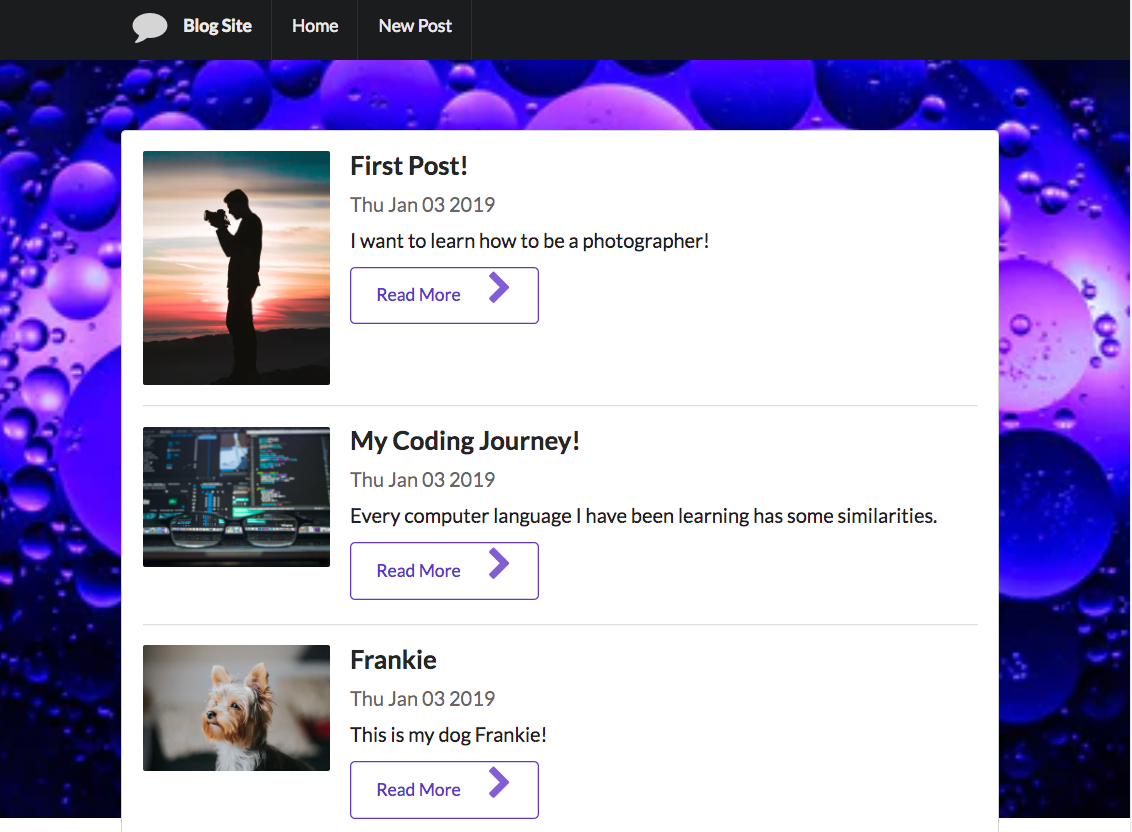 Blog Site Home New Post
First Post!
Thu Jan 03 2019
I want to learn how to be a photographer!
Read More
My Coding Journey!
Thu Jan 03 2019
Every computer language I have been learning has some similarities.
Read More
Frankie
Thu Jan 03 2019
This is my dog Frankie!
Read More